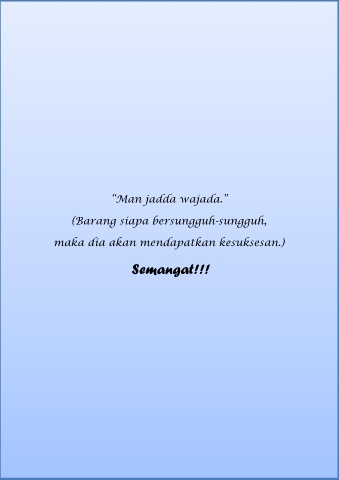 "Man jadda wajada."
(Barang siapa bersungguh-sungguh,
maka dia akan mendapatkan kesuksesan.)
Semangat!!!